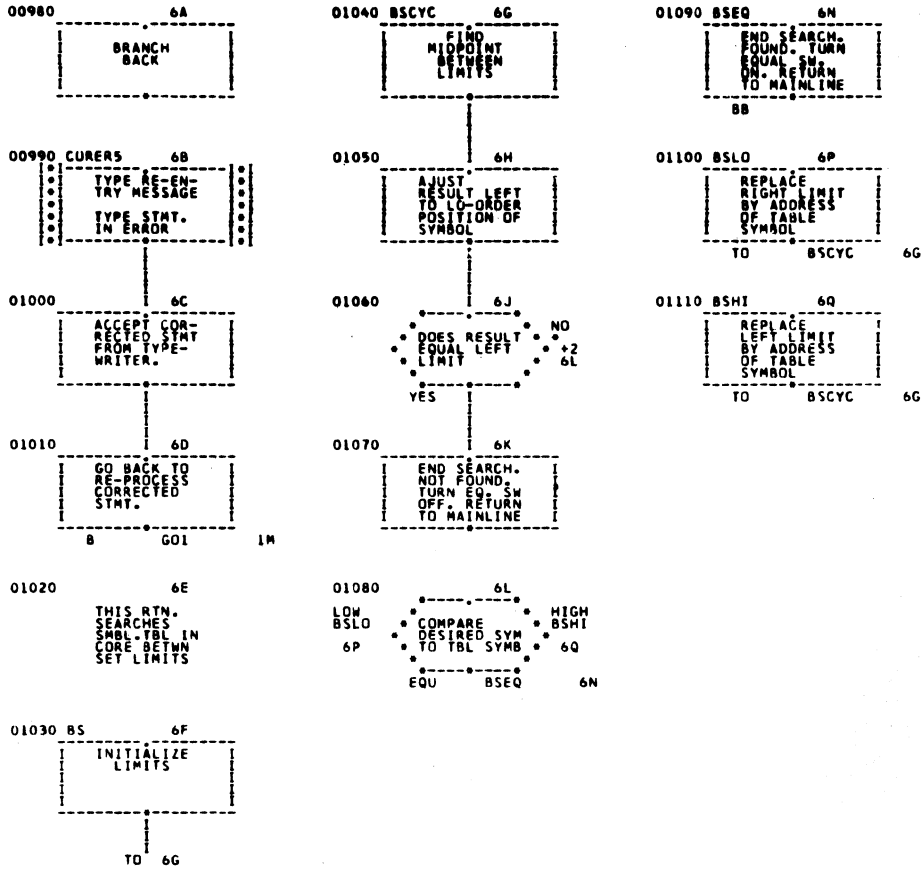 00980 6A
BRANCH
BACK
00990 CURERS 6B
TYPE RE-EN-
TRY MESSAGE
TYPE STMT.
IN ERROR
01000 6C
ACCEPT COR-
RECTED STMT
FROM TYPE-
WRITER.
01010 6D
GO BACK TO
RE-PROCESS
CORRECTED
STMT.
B GO1 1M
01020 6E
THIS RTN.
SEARCHES
SMBL.TBL IN
CORE BETWN
SET LIMITS
01030 BS 6F
INITIALIZE
LIMITS
TO 6G
01040 BSCYC 6G
FIND
MIDPOINT
BETWEEN
LIMITS
01050 6H
AJUST
RESULT LEFT
TO LO-ORDER
POSITION OF
SYMBOL
01060 6J
DOES RESULT
EQUAL LEFT
LIMIT
NO
+2
6L
YES
01070 6K
END SEARCH.
NOT FOUND.
TURN EQ. SW
OFF. RETURN
TO MAINLINE
01080 6L
LOW
BSLO
6P
COMPARE
DESIRED SYM
TO TBL SYMB
HIGH
BSHI
6Q
EQU BSEQ 6N
01090 BSEQ 6N
END SEARCH.
FOUND. TURN
EQUAL SW.
ON. RETURN
TO MAINLINE
BB
01100 BSLO 6P
REPLACE
RIGHT LIMIT
BY ADDRESS
OF TABLE
SYMBOL
TO BSCYC 6G
01110 BSHI 6Q
REPLACE
LEFT LIMIT
BY ADDRESS
OF TABLE
SYMBOL
TO BSCYC 6G